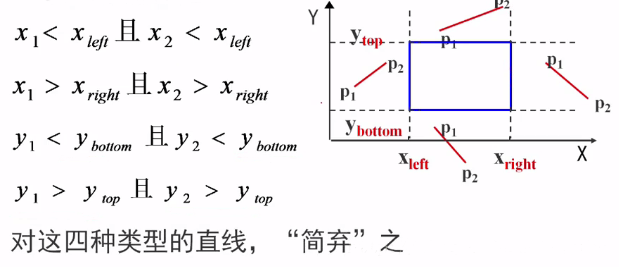 x₁ < x_left 且 x₂ < x_left
x₁ > x_right 且 x₂ > x_right
y₁ < y_bottom 且 y₂ < y_bottom
y₁ > y_top 且 y₂ > y_top
对这四种类型的直线，“简弃”之
Y
p₂
y_top
p₁
p₂
p₁
p₁
p₂
y_bottom
p₁
x_left
x_right
X
p₂